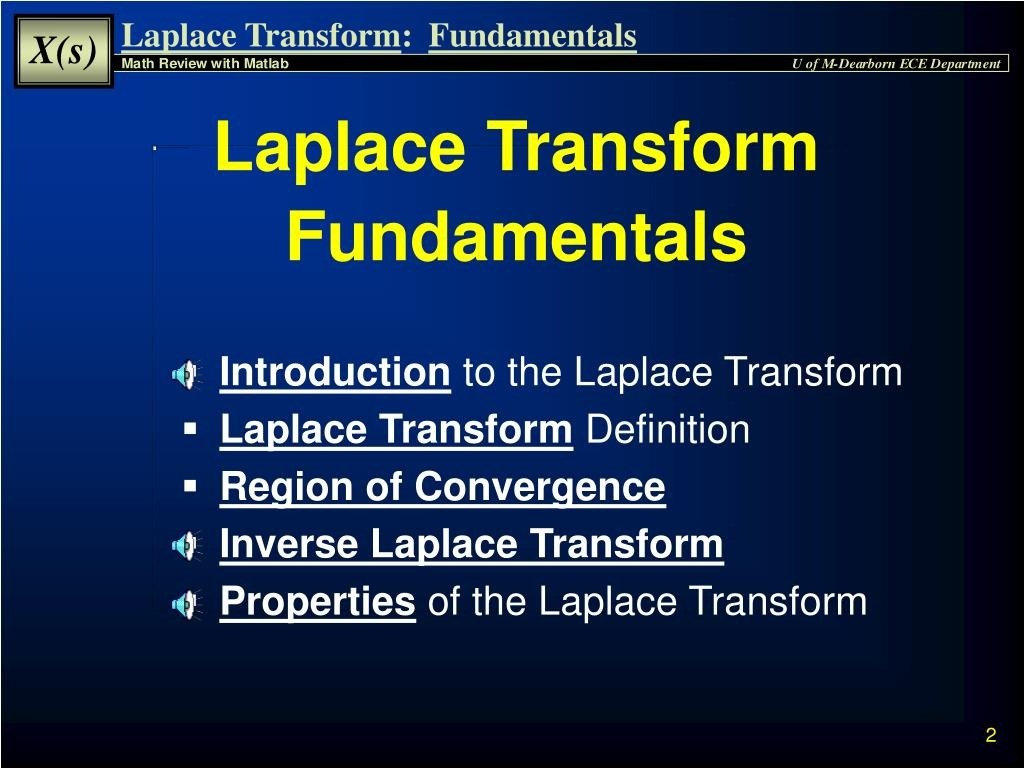 X(s)
Laplace Transform: Fundamentals
Math Review with Matlab
U of M-Dearborn ECE Department
Laplace Transform
Fundamentals
Introduction to the Laplace Transform
▪ Laplace Transform Definition
▪ Region of Convergence
Inverse Laplace Transform
Properties of the Laplace Transform
2